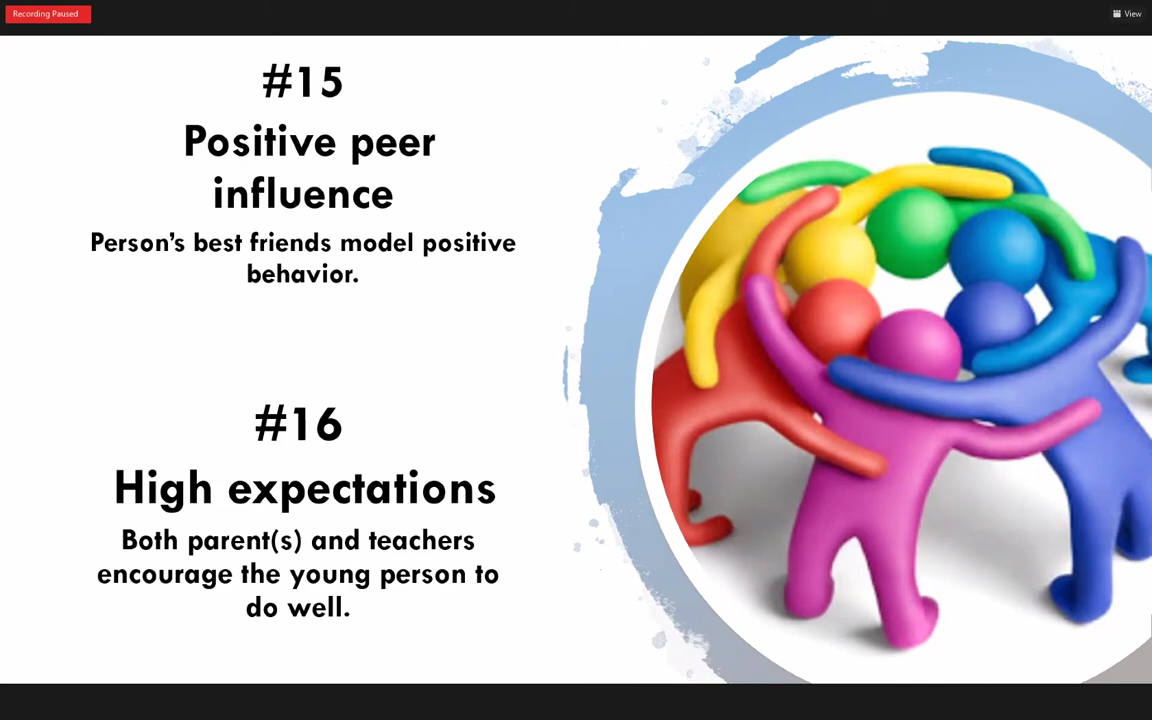 Recording Paused
View
#15
Positive peer
influence
Person's best friends model positive
behavior.
#16
High expectations
Both parent(s) and teachers
encourage the young person to
do well.